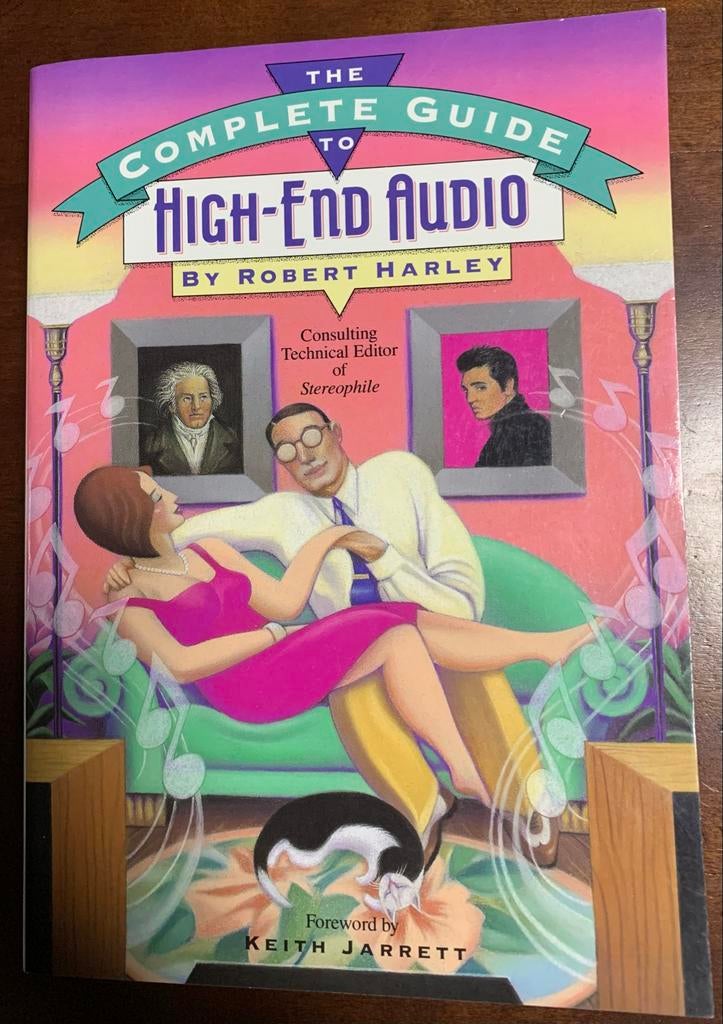 THE
COMPLETE GUIDE
TO
HIGH-END AUDIO
BY ROBERT HARLEY
Consulting
Technical Editor
of
Stereophile
Foreword by
KEITH JARRETT